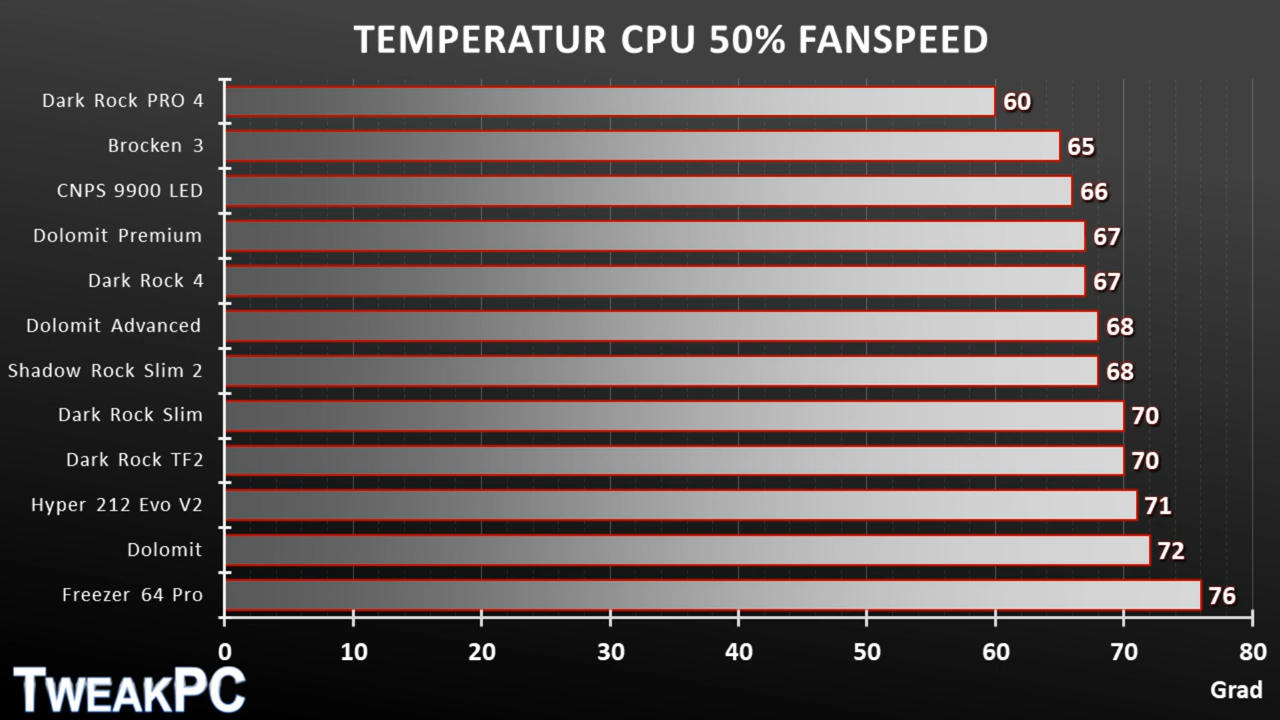 TEMPERATUR CPU 50% FANSPEED
Dark Rock PRO 4 60
Brocken 3 65
CNPS 9900 LED 66
Dolomit Premium 67
Dark Rock 4 67
Dolomit Advanced 68
Shadow Rock Slim 2 68
Dark Rock Slim 70
Dark Rock TF2 70
Hyper 212 Evo V2 71
Dolomit 72
Freezer 64 Pro 76
0 10 20 30 40 50 60 70 80
Grad
TWEAKPC